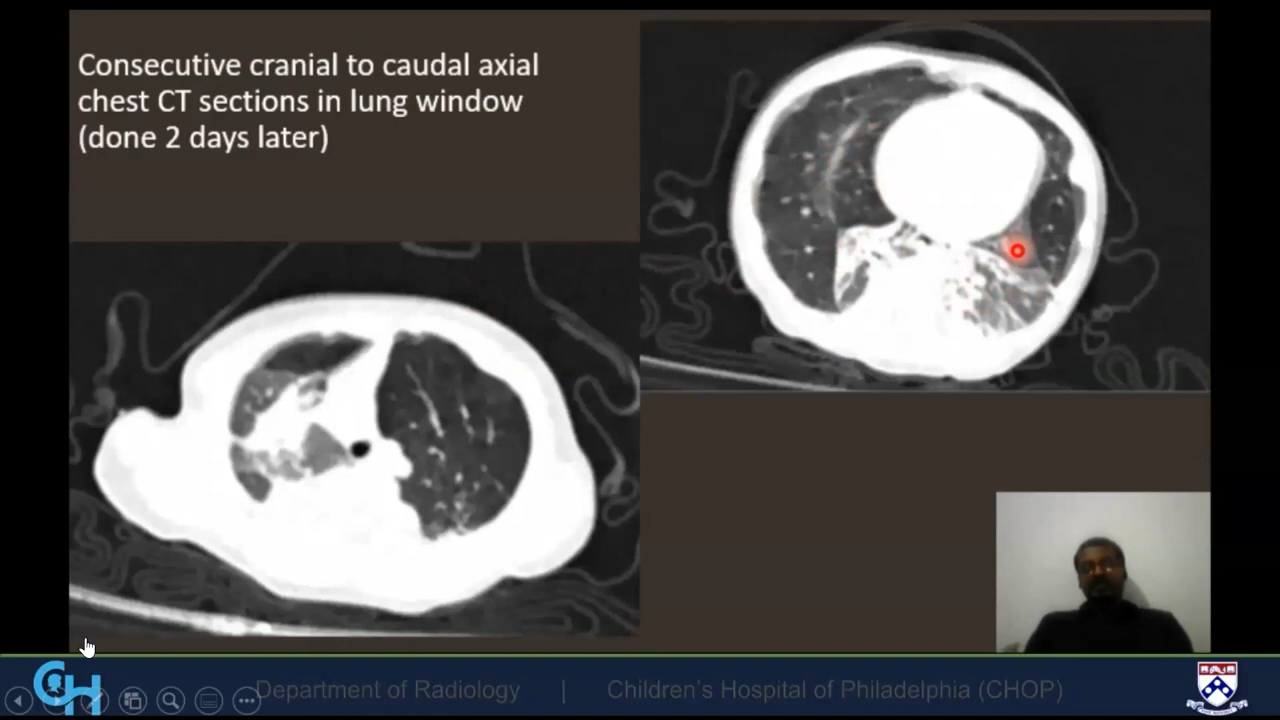 Consecutive cranial to caudal axial
chest CT sections in lung window
(done 2 days later)
CH
Department of Radiology | Children's Hospital of Philadelphia (CHOP)